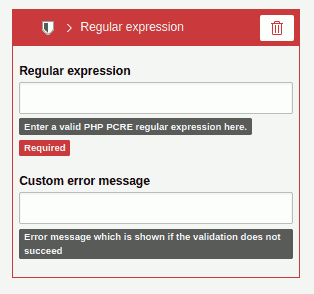 Regular expression
Regular expression
Enter a valid PHP PCRE regular expression here.
Required
Custom error message
Error message which is shown if the validation does not
succeed